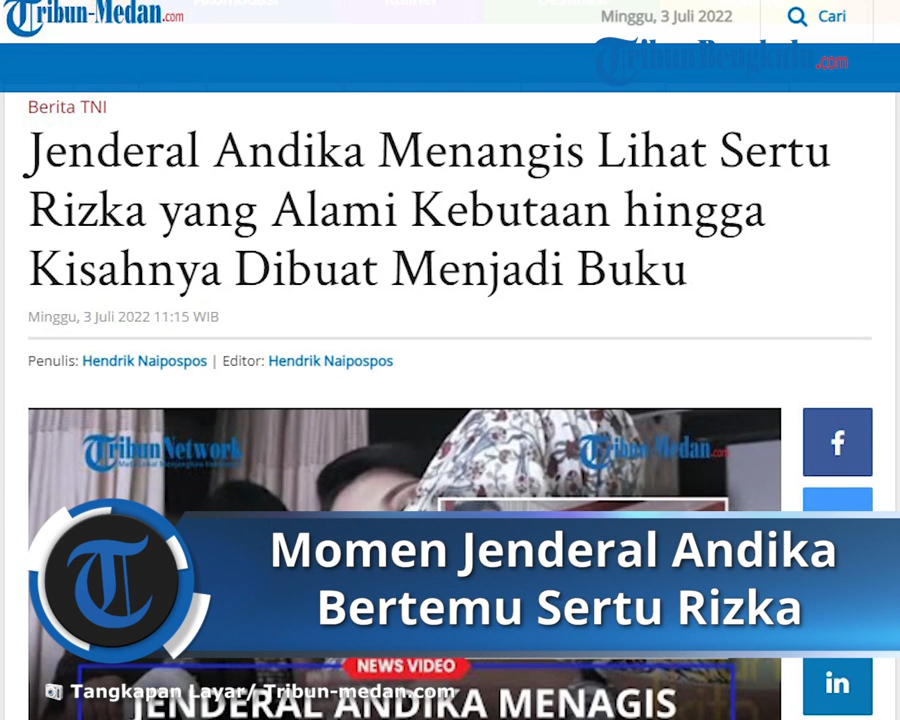 Tribun-Medan.com
Minggu, 3 Juli 2022
Cari
TribunBengkulu.com
Berita TNI
Jenderal Andika Menangis Lihat Sertu
Rizka yang Alami Kebutaan hingga
Kisahnya Dibuat Menjadi Buku
Minggu, 3 Juli 2022 11:15 WIB
Penulis: Hendrik Naipospos | Editor: Hendrik Naipospos
Tribun Network
Tribun-Medan.com
f
Momen Jenderal Andika
Bertemu Sertu Rizka
NEWS VIDEO
Tangkapan Layar/ Tribun-medan.com
JENDERAL ANDIKA MENAGIS
in